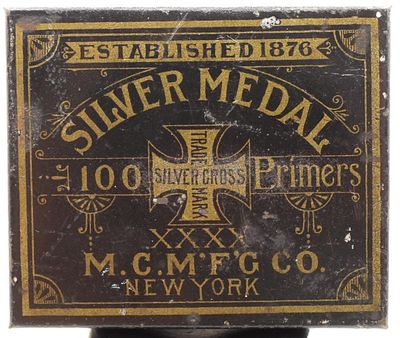 ESTABLISHED 1876
SILVER MEDAL
TRADE
100 SILVER CROSS Primers
MARK
XXXX
M.C.M'F'G CO.
NEW YORK